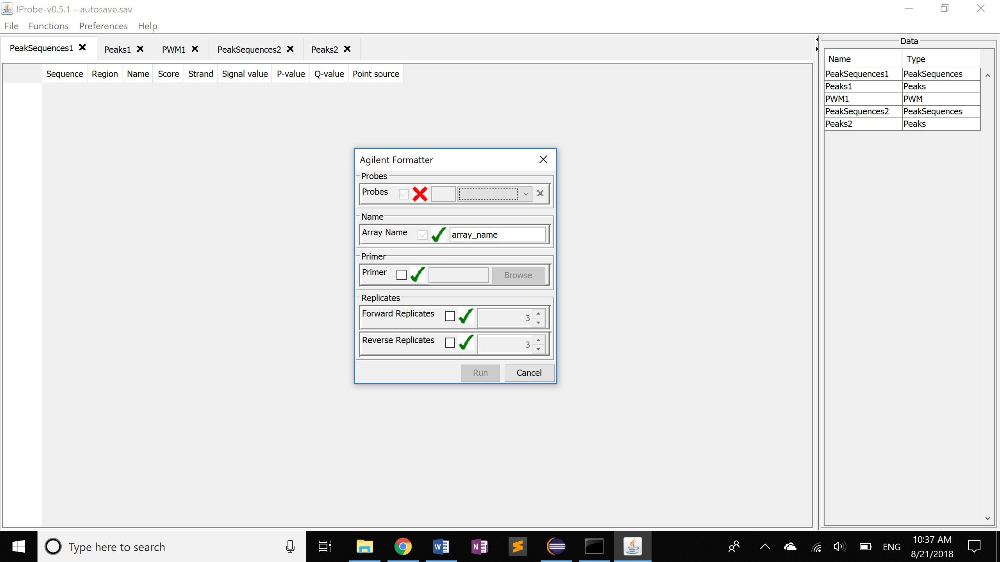 JProbe-v0.5.1 - autosave.sav
File Functions Preferences Help
PeakSequences1 Peaks1 PWM1 PeakSequences2 Peaks2
Sequence Region Name Score Strand Signal value P-value Q-value Point source
Data
Name Type
PeakSequences1 PeakSequences
Peaks1 Peaks
PWM1 PWM
PeakSequences2 PeakSequences
Peaks2 Peaks
Agilent Formatter
Probes
Probes
Name
Array Name array_name
Primer
Primer Browse
Replicates
Forward Replicates 3
Reverse Replicates 3
Run Cancel
Type here to search
ENG
10:37 AM
8/21/2018